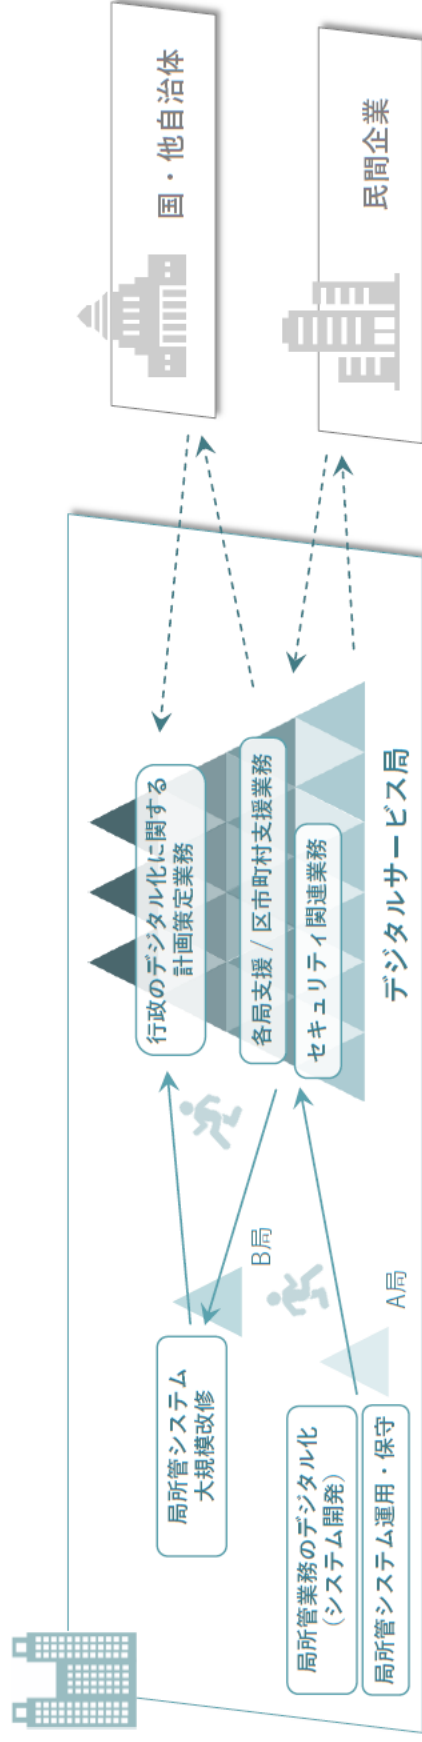 局所管システム
大規模改修
局所管業務のデジタル化
（システム開発）
局所管システム運用・保守
B局
A局
行政のデジタル化に関する
計画策定業務
各局支援 / 区市町村支援業務
セキュリティ関連業務
デジタルサービス局
国・他自治体
民間企業